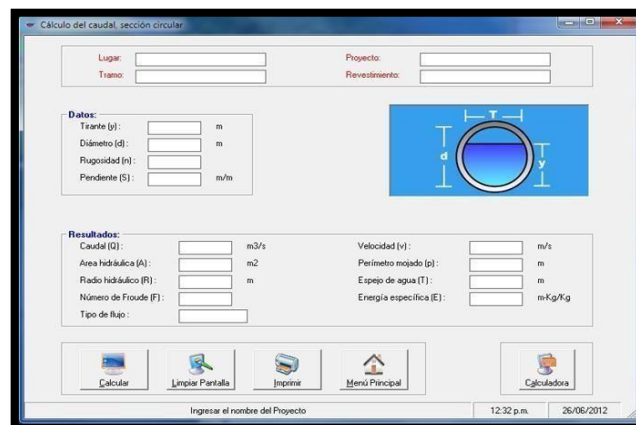 Cálculo del caudal, sección circular
Lugar: Proyecto:
Tramo: Revestimiento:
Datos:
Tirante (y) : m
Diámetro (d) : m
Rugosidad (n) :
Pendiente (S) : m/m
T
d
y
Resultados:
Caudal (Q) : m3/s Velocidad (v) : m/s
Area hidráulica (A) : m2 Perímetro mojado (p) : m
Radio hidráulico (R) : m Espejo de agua (T) : m
Número de Froude (F) : Energía específica (E) : m-Kg/Kg
Tipo de flujo :
Calcular Limpiar Pantalla Imprimir Menú Principal Calculadora
Ingresar el nombre del Proyecto 12:32 p.m. 26/06/2012